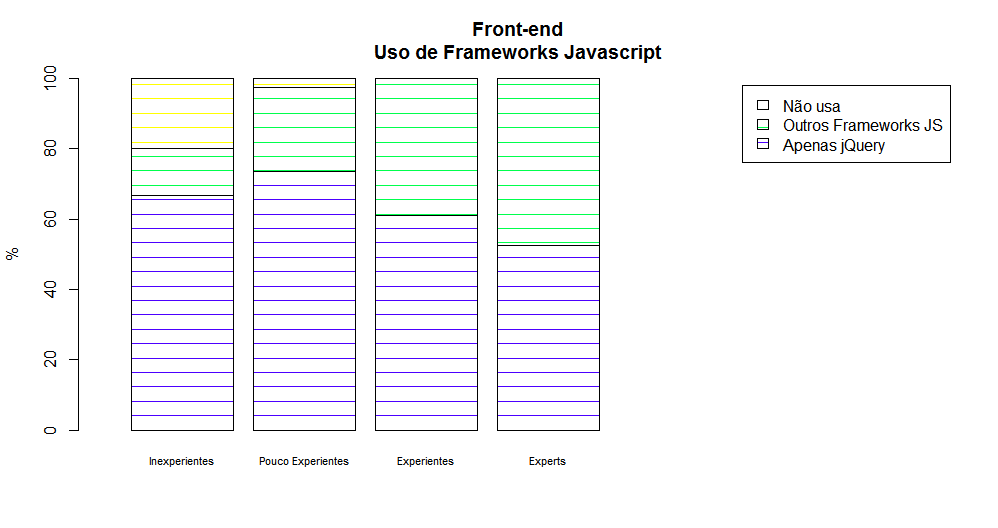 Front-end
Uso de Frameworks Javascript
%
100
80
60
40
20
0
Inexperientes
Pouco Experientes
Experientes
Experts
Não usa
Outros Frameworks JS
Apenas jQuery